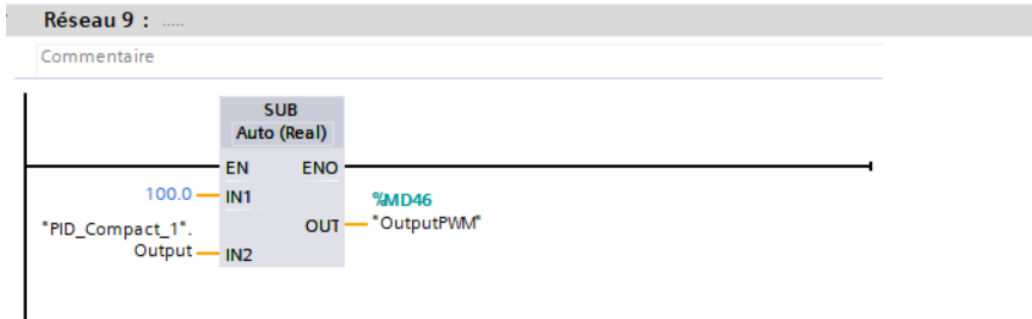 Réseau 9 : .....
Commentaire
SUB
Auto (Real)
EN ENO
100.0 IN1
%MD46
"PID_Compact_1".
OUT "OutputPWM"
Output IN2